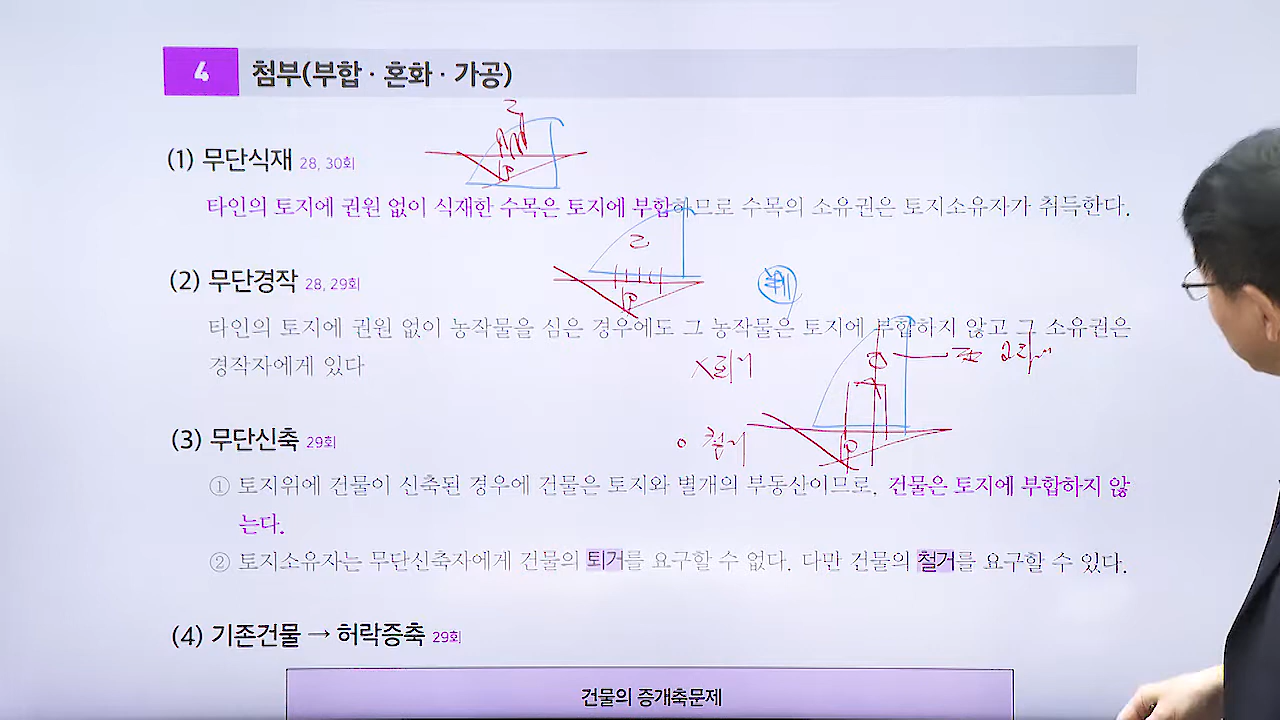 4 첨부(부합 · 혼화 · 가공)
(1) 무단식재 28, 30회
타인의 토지에 권원 없이 식재한 수목은 토지에 부합하므로 수목의 소유권은 토지소유자가 취득한다.
(2) 무단경작 28, 29회
타인의 토지에 권원 없이 농작물을 심은 경우에도 그 농작물은 토지에 부합하지 않고 그 소유권은
경작자에게 있다
X 퇴거
(3) 무단신축 29회
o 철거
① 토지위에 건물이 신축된 경우에 건물은 토지와 별개의 부동산이므로, 건물은 토지에 부합하지 않
는다.
② 토지소유자는 무단신축자에게 건물의 퇴거를 요구할 수 없다. 다만 건물의 철거를 요구할 수 있다.
(4) 기존건물 → 허락증축 29회
건물의 증개축문제